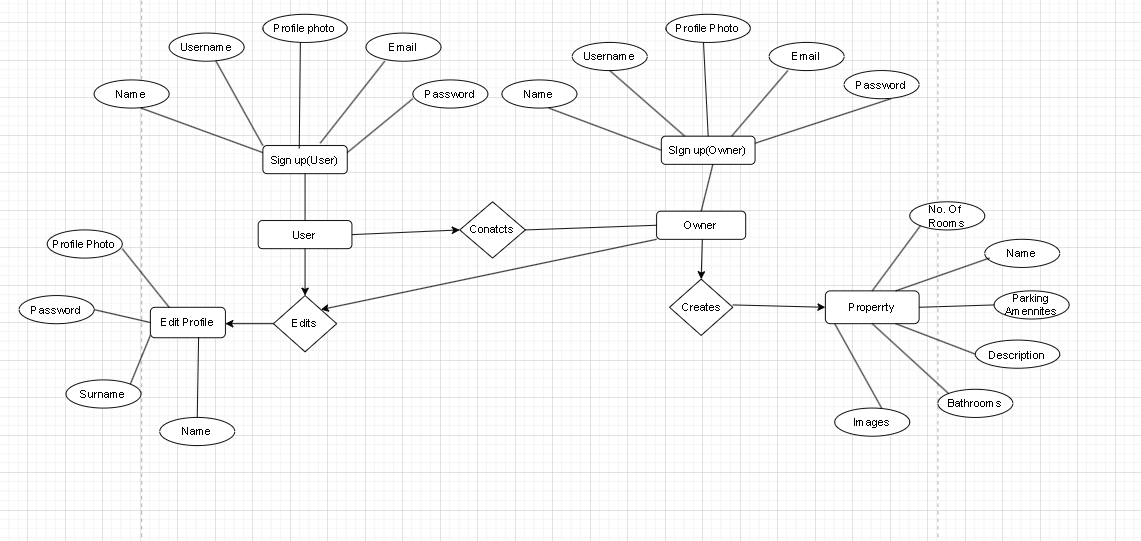 Profile photo
Profile Photo
Username
Email
Username
Email
Name
Password
Name
Password
Sign up(User)
SIgn up(Owner)
User
Conatcts
Owner
No. Of
Rooms
Profile Photo
Name
Password
Edit Profile
Edits
Creates
Properrty
Parking
Amennites
Description
Surname
Bathrooms
Name
Images